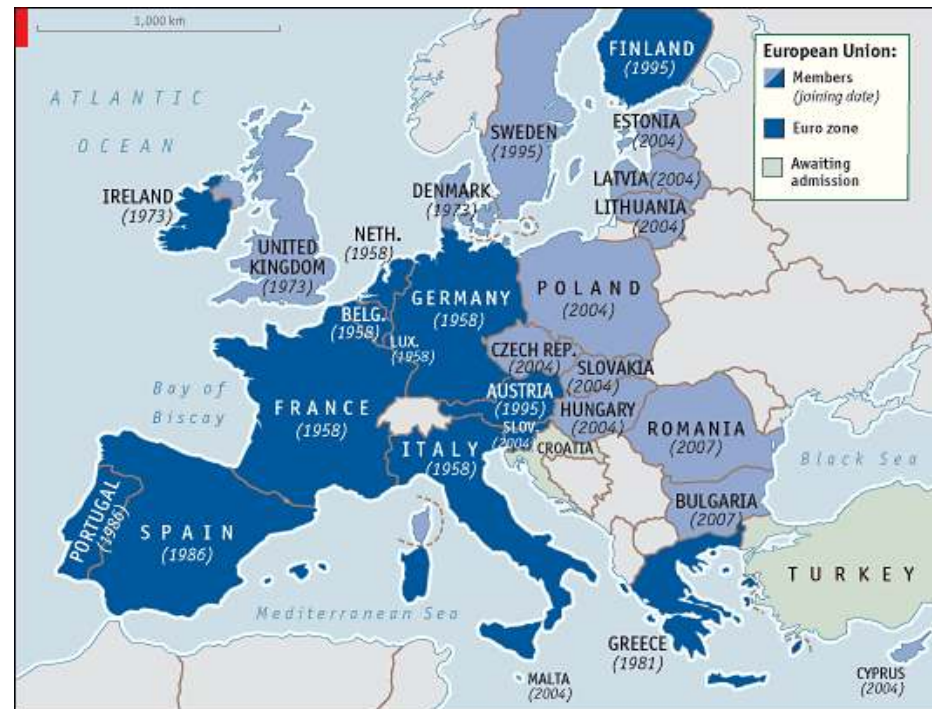 1,000 km
European Union:
Members
(joining date)
Euro zone
Awaiting
admission
ATLANTIC
OCEAN
FINLAND
(1995)
SWEDEN
(1995)
ESTONIA
(2004)
LATVIA (2004)
LITHUANIA
(2004)
DENMARK
(1973)
IRELAND
(1973)
UNITED
KINGDOM
(1973)
NETH.
(1958)
BELG.
(1958)
LUX.
(1958)
GERMANY
(1958)
POLAND
(2004)
CZECH REP.
(2004)
SLOVAKIA
(2004)
AUSTRIA
(1995)
HUNGARY
(2004)
SLOV.
(2004)
CROATIA
ROMANIA
(2007)
BULGARIA
(2007)
Bay of
Biscay
FRANCE
(1958)
ITALY
(1958)
Black Sea
PORTUGAL
(1986)
SPAIN
(1986)
Mediterranean Sea
TURKEY
GREECE
(1981)
MALTA
(2004)
CYPRUS
(2004)